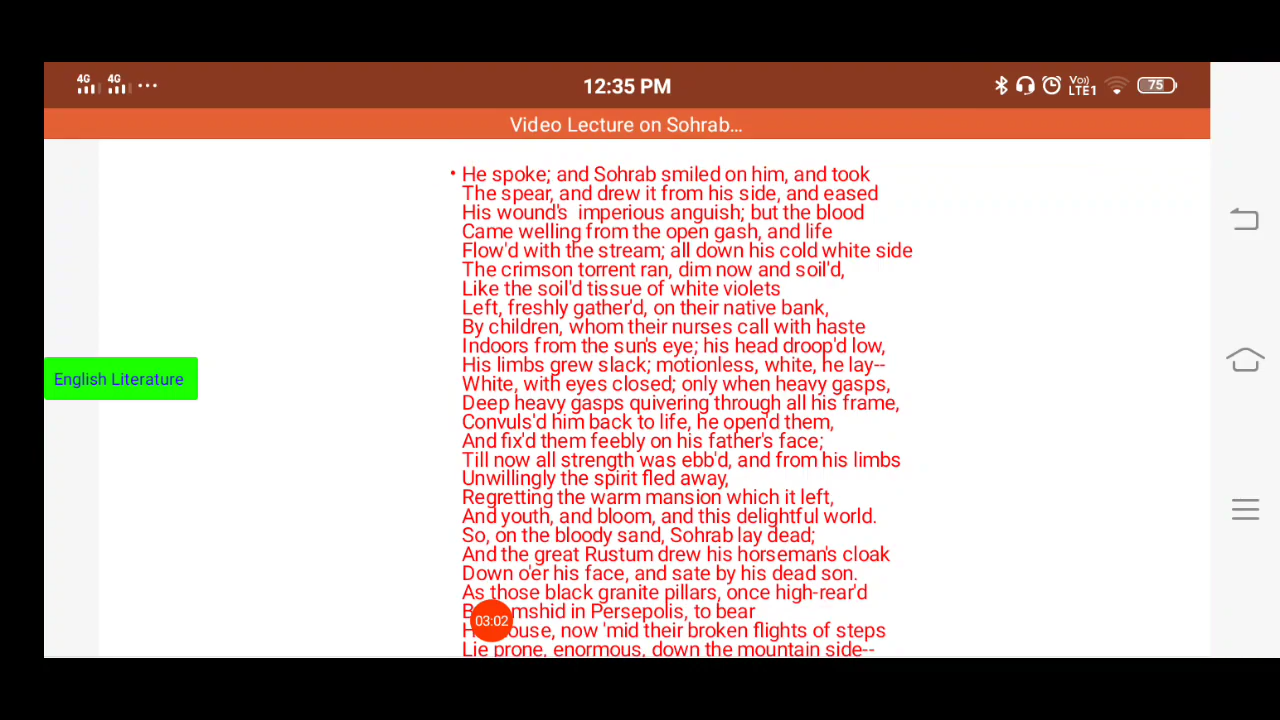 4G 4G ... 12:35 PM Vo) LTE1 75
Video Lecture on Sohrab...
• He spoke; and Sohrab smiled on him, and took
The spear, and drew it from his side, and eased
His wound's imperious anguish; but the blood
Came welling from the open gash, and life
Flow'd with the stream; all down his cold white side
The crimson torrent ran, dim now and soil'd,
Like the soil'd tissue of white violets
Left, freshly gather'd, on their native bank,
By children, whom their nurses call with haste
Indoors from the sun's eye; his head droop'd low,
His limbs grew slack; motionless, white, he lay--
White, with eyes closed; only when heavy gasps,
Deep heavy gasps quivering through all his frame,
Convuls'd him back to life, he open'd them,
And fix'd them feebly on his father's face;
Till now all strength was ebb'd, and from his limbs
Unwillingly the spirit fled away,
Regretting the warm mansion which it left,
And youth, and bloom, and this delightful world.
So, on the bloody sand, Sohrab lay dead;
And the great Rustum drew his horseman's cloak
Down o'er his face, and sate by his dead son.
As those black granite pillars, once high-rear'd
in Persepolis, to bear
now 'mid their broken flights of steps
Lie prone, enormous, down the mountain side--
English Literature
03:02